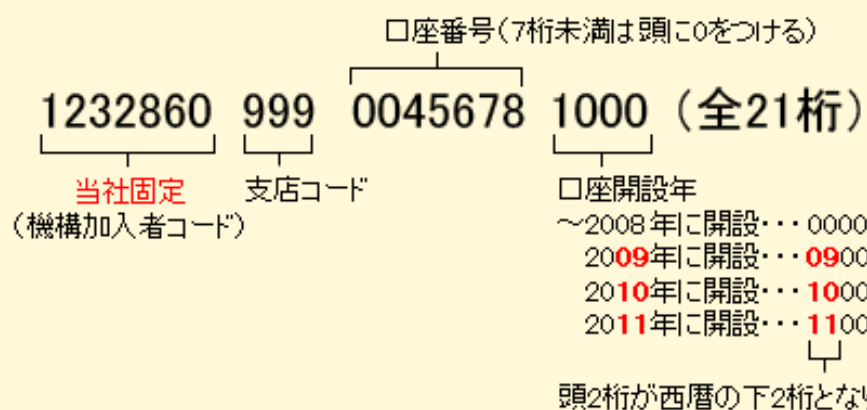 口座番号(7桁未満は頭に0をつける)
1232860 999 0045678 1000 (全21桁)
当社固定 支店コード 口座開設年
(機構加入者コード)
~2008年に開設・・・0000
2009年に開設・・・0900
2010年に開設・・・1000
2011年に開設・・・1100
頭2桁が西暦の下2桁とな